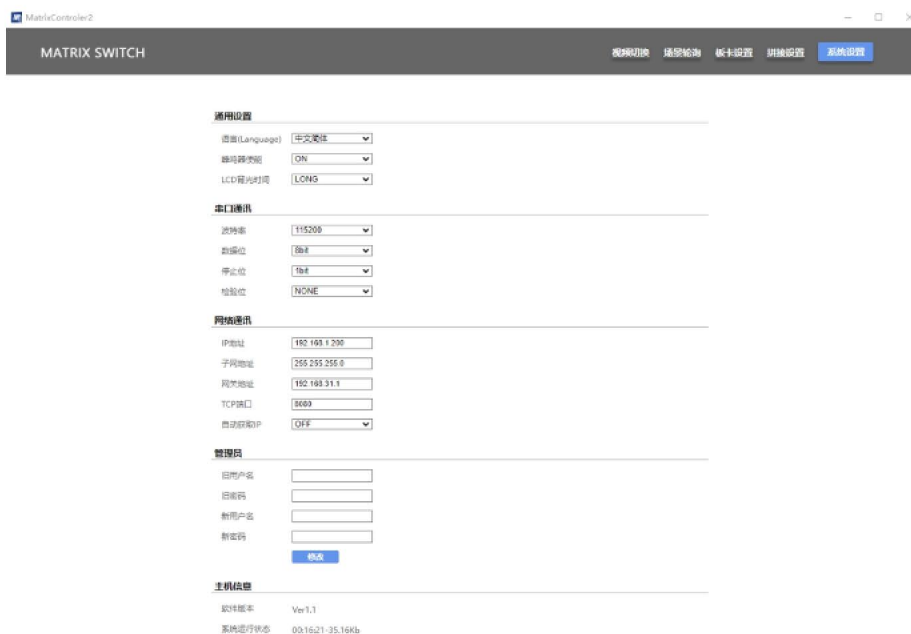 MatrixControler2
MATRIX SWITCH
视频切换 场景轮询 板卡设置 拼接设置 系统设置
通用设置
语言(Language) 中文简体
蜂鸣器使能 ON
LCD背光时间 LONG
串口通讯
波特率 115200
数据位 8bit
停止位 1bit
检验位 NONE
网络通讯
IP地址 192.168.1.200
子网地址 255.255.255.0
网关地址 192.168.31.1
TCP端口 8080
自动获取IP OFF
管理员
旧用户名
旧密码
新用户名
新密码
修改
主机信息
软件版本 Ver1.1
系统运行状态 00:16:21-35.16Kb